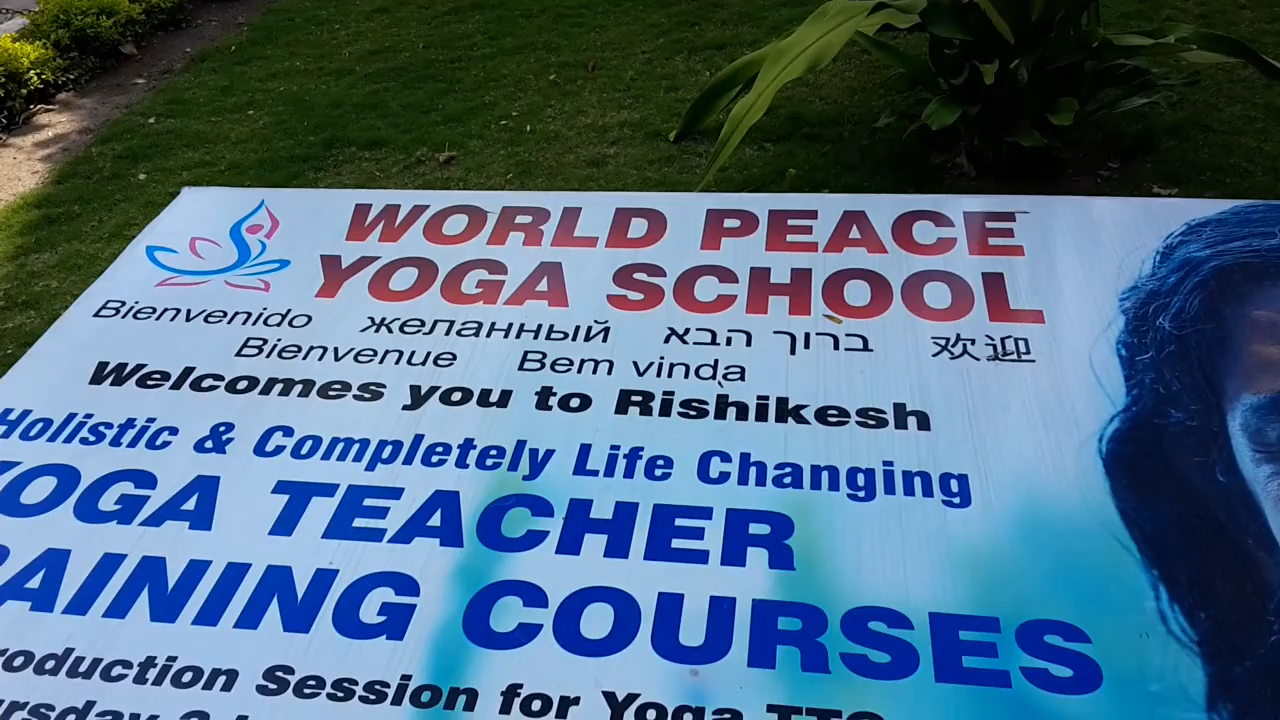 WORLD PEACE
YOGA SCHOOL
Bienvenido желанный ברוך הבא 欢迎
Bienvenue Bem vinda
Welcomes you to Rishikesh
Holistic & Completely Life Changing
YOGA TEACHER
RAINING COURSES
roduction Session for Yoga TTC